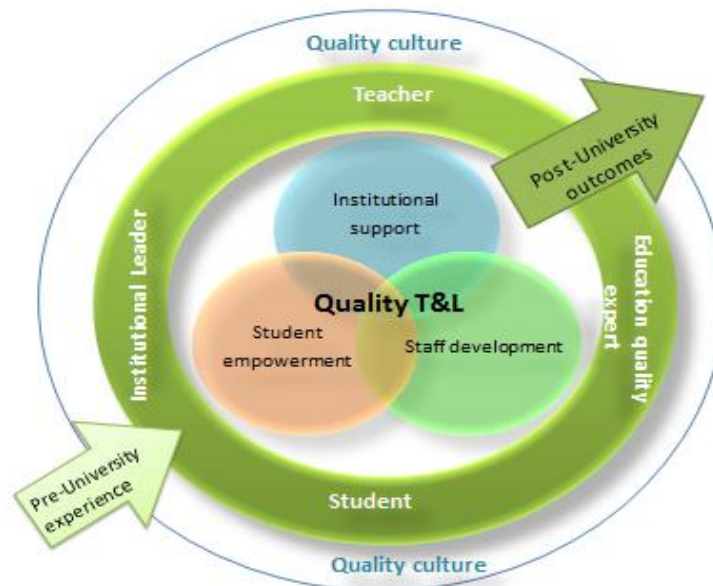 Quality culture
Teacher
Post-University
outcomes
Institutional
support
Institutional Leader
Quality T&L
Education quality
expert
Student
empowerment
Staff development
Pre-University
experience
Student
Quality culture